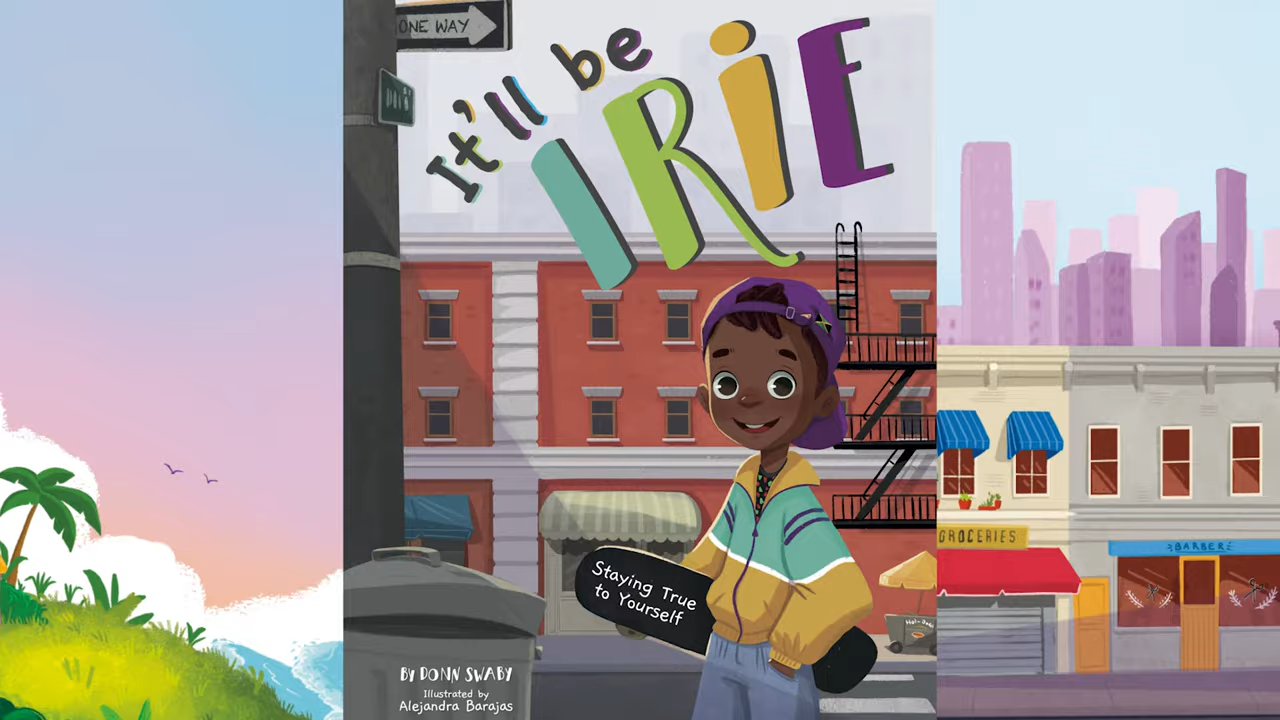 ONE WAY
It'll be
IRiE
Staying True
to Yourself
BY DONN SWABY
Illustrated by
Alejandra Barajas
GROCERIES
BARBER